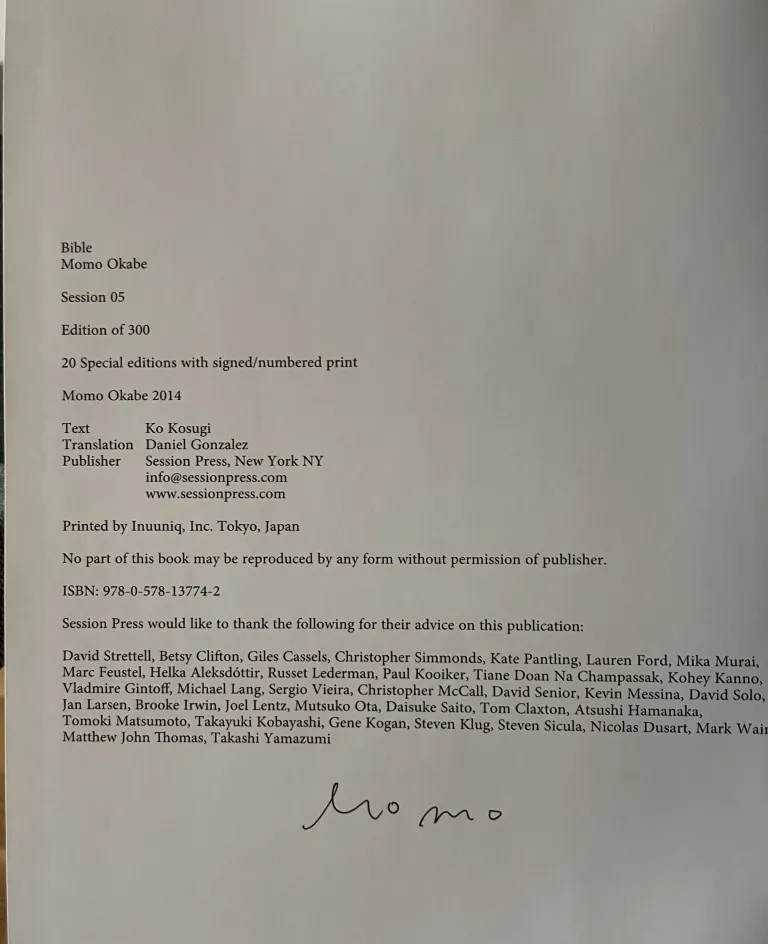 Bible
Momo Okabe
Session 05
Edition of 300
20 Special editions with signed/numbered print
Momo Okabe 2014
Text Ko Kosugi
Translation Daniel Gonzalez
Publisher Session Press, New York NY
info@sessionpress.com
www.sessionpress.com
Printed by Inuuniq, Inc. Tokyo, Japan
No part of this book may be reproduced by any form without permission of publisher.
ISBN: 978-0-578-13774-2
Session Press would like to thank the following for their advice on this publication:
David Strettell, Betsy Clifton, Giles Cassels, Christopher Simmonds, Kate Pantling, Lauren Ford, Mika Murai,
Marc Feustel, Helka Aleksdóttir, Russet Lederman, Paul Kooiker, Tiane Doan Na Champassak, Kohey Kanno,
Vladmire Gintoff, Michael Lang, Sergio Vieira, Christopher McCall, David Senior, Kevin Messina, David Solo,
Jan Larsen, Brooke Irwin, Joel Lentz, Mutsuko Ota, Daisuke Saito, Tom Claxton, Atsushi Hamanaka,
Tomoki Matsumoto, Takayuki Kobayashi, Gene Kogan, Steven Klug, Steven Sicula, Nicolas Dusart, Mark
Matthew John Thomas, Takashi Yamazumi
Momo